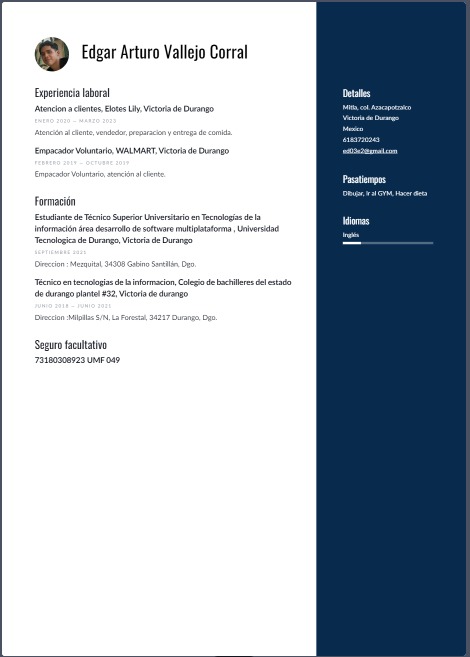 Edgar Arturo Vallejo Corral
Experiencia laboral
Atencion a clientes, Elotes Lily, Victoria de Durango
ENERO 2020 – MARZO 2023
Atención al cliente, vendedor, preparacion y entrega de comida.
Empacador Voluntario, WALMART, Victoria de Durango
FEBRERO 2019 – OCTUBRE 2019
Empacador Voluntario, atención al cliente.
Formación
Estudiante de Técnico Superior Universitario en Tecnologías de la
información área desarrollo de software multiplataforma , Universidad
Tecnologica de Durango, Victoria de Durango
SEPTIEMBRE 2021
Direccion : Mezquital, 34308 Gabino Santillán, Dgo.
Técnico en tecnologías de la informacion, Colegio de bachilleres del estado
de durango plantel #32, Victoria de durango
JUNIO 2018 – JUNIO 2021
Direccion :Milpillas S/N, La Forestal, 34217 Durango, Dgo.
Seguro facultativo
73180308923 UMF 049
Detalles
Mitla, col. Azacapotzalco
Victoria de Durango
Mexico
6183720243
ed03e2@gmail.com
Pasatiempos
Dibujar, Ir al GYM, Hacer dieta
Idiomas
Inglés